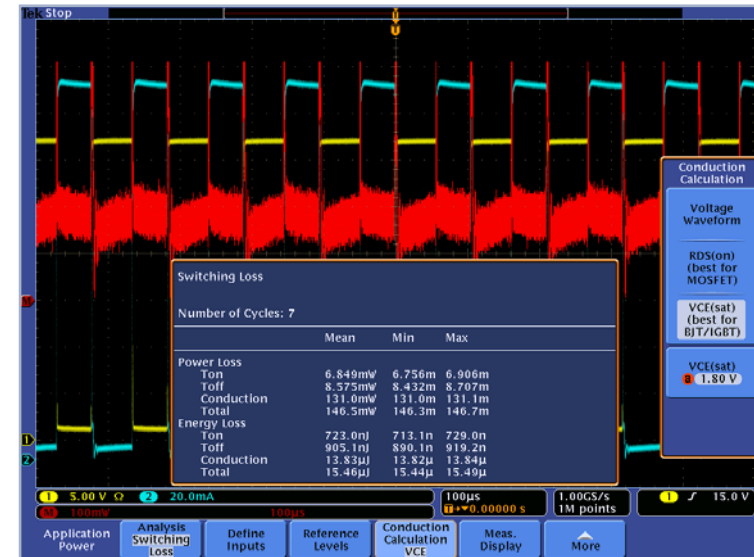 Tek Stop
U
U
Conduction
Calculation
Voltage
Waveform
RDS(on)
(best for
MOSFET)
VCE(sat)
(best for
BJT/IGBT)
VCE(sat)
a 1.80 V
M
Switching Loss
Number of Cycles: 7
Mean Min Max
Power Loss
Ton 6.849mW 6.756m 6.906m
Toff 8.575mW 8.432m 8.707m
Conduction 131.0mW 131.0m 131.1m
Total 146.5mW 146.3m 146.7m
Energy Loss
Ton 723.0nJ 713.1n 729.0n
Toff 905.1nJ 890.1n 919.2n
Conduction 13.83µJ 13.82µ 13.84µ
Total 15.46µJ 15.44µ 15.49µ
1
2
1 5.00 V Ω 2 20.0mA 100µs 1.00GS/s 1 15.0 V
M 100mW 100µs T 0.00000 s 1M points
Application
Power
Analysis
Switching
Loss
Define
Inputs
Reference
Levels
Conduction
Calculation
VCE
Meas.
Display
More